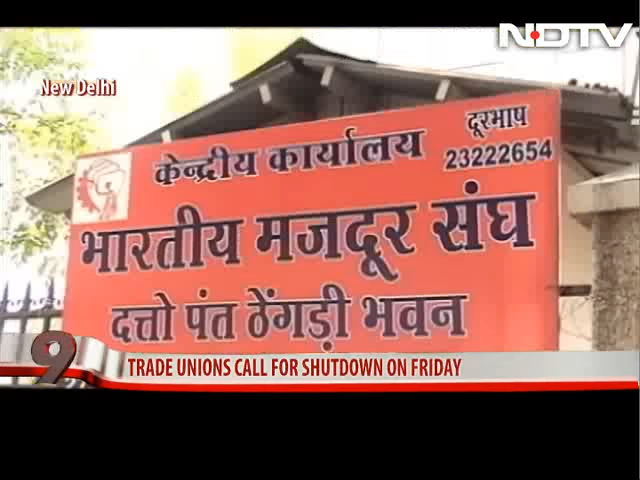 NDTV
New Delhi
केन्द्रीय कार्यालय
दूरभाष
23222654
भारतीय मजदूर संघ
दत्तो पंत ठेंगड़ी भवन
9
TRADE UNIONS CALL FOR SHUTDOWN ON FRIDAY